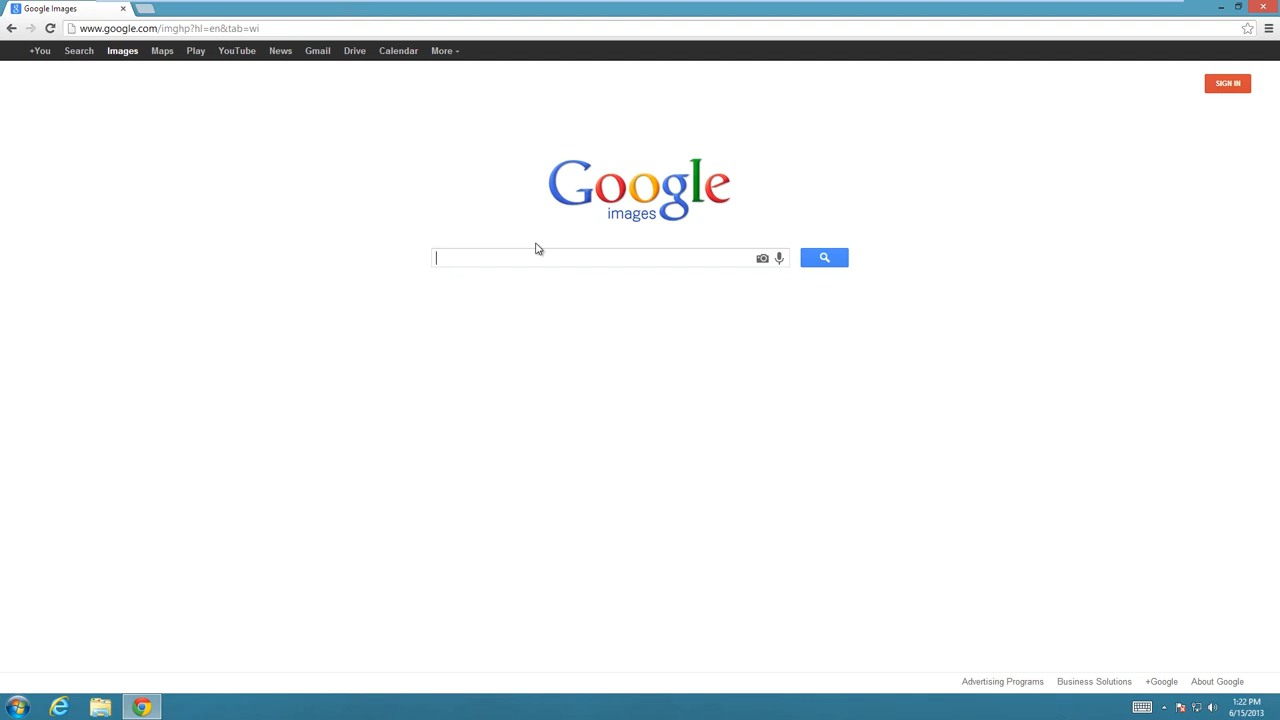 Google Images
www.google.com/imghp?hl=en&tab=wi
+You Search Images Maps Play YouTube News Gmail Drive Calendar More
SIGN IN
Google
images
Advertising Programs Business Solutions +Google About Google
1:22 PM
6/15/2013